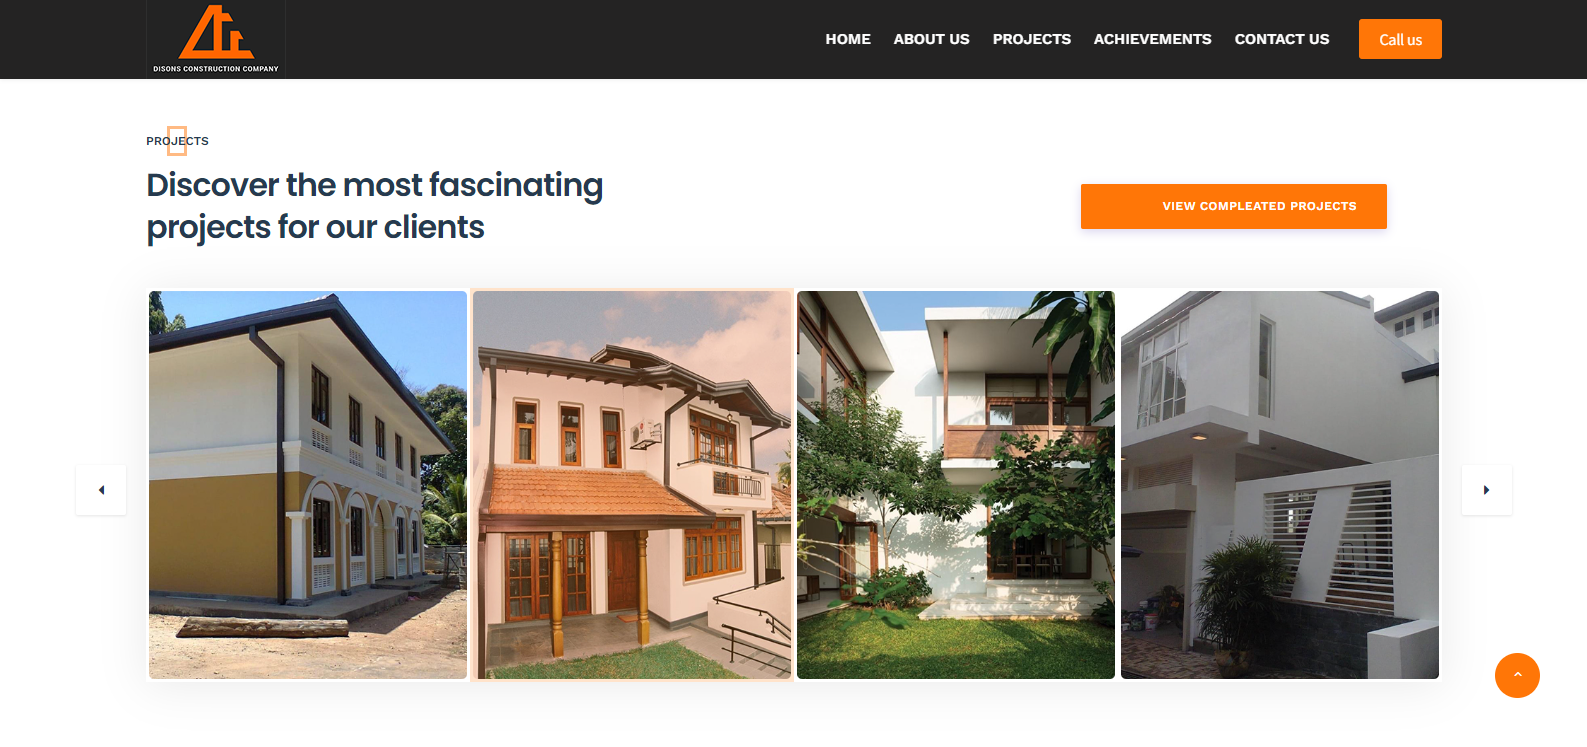 DISONS CONSTRUCTION COMPANY
HOME ABOUT US PROJECTS ACHIEVEMENTS CONTACT US Call us
PROJECTS
Discover the most fascinating
projects for our clients
VIEW COMPLEATED PROJECTS